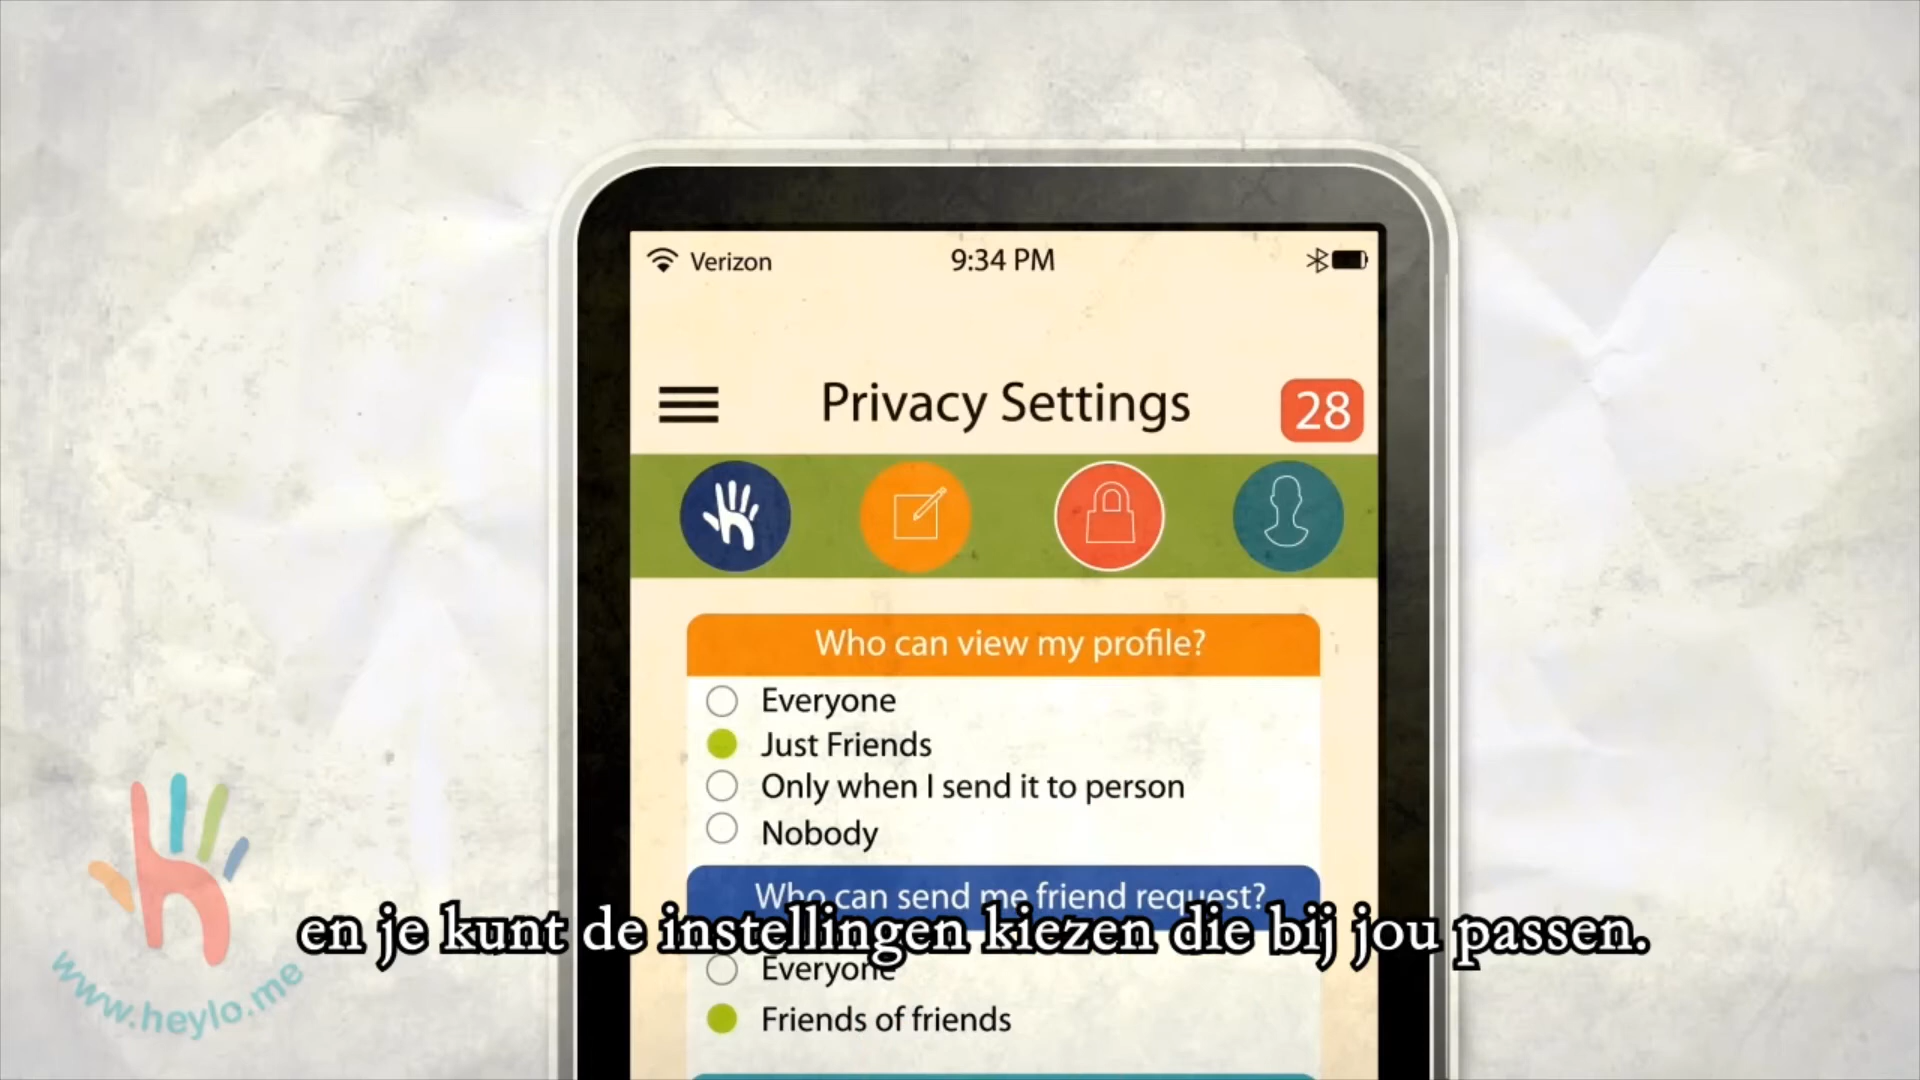 Verizon 9:34 PM
Privacy Settings 28
Who can view my profile?
Everyone
Just Friends
Only when I send it to person
Nobody
Who can send me friend request?
en je kunt de instellingen kiezen die bij jou passen.
Everyone
Friends of friends
www.heylo.me